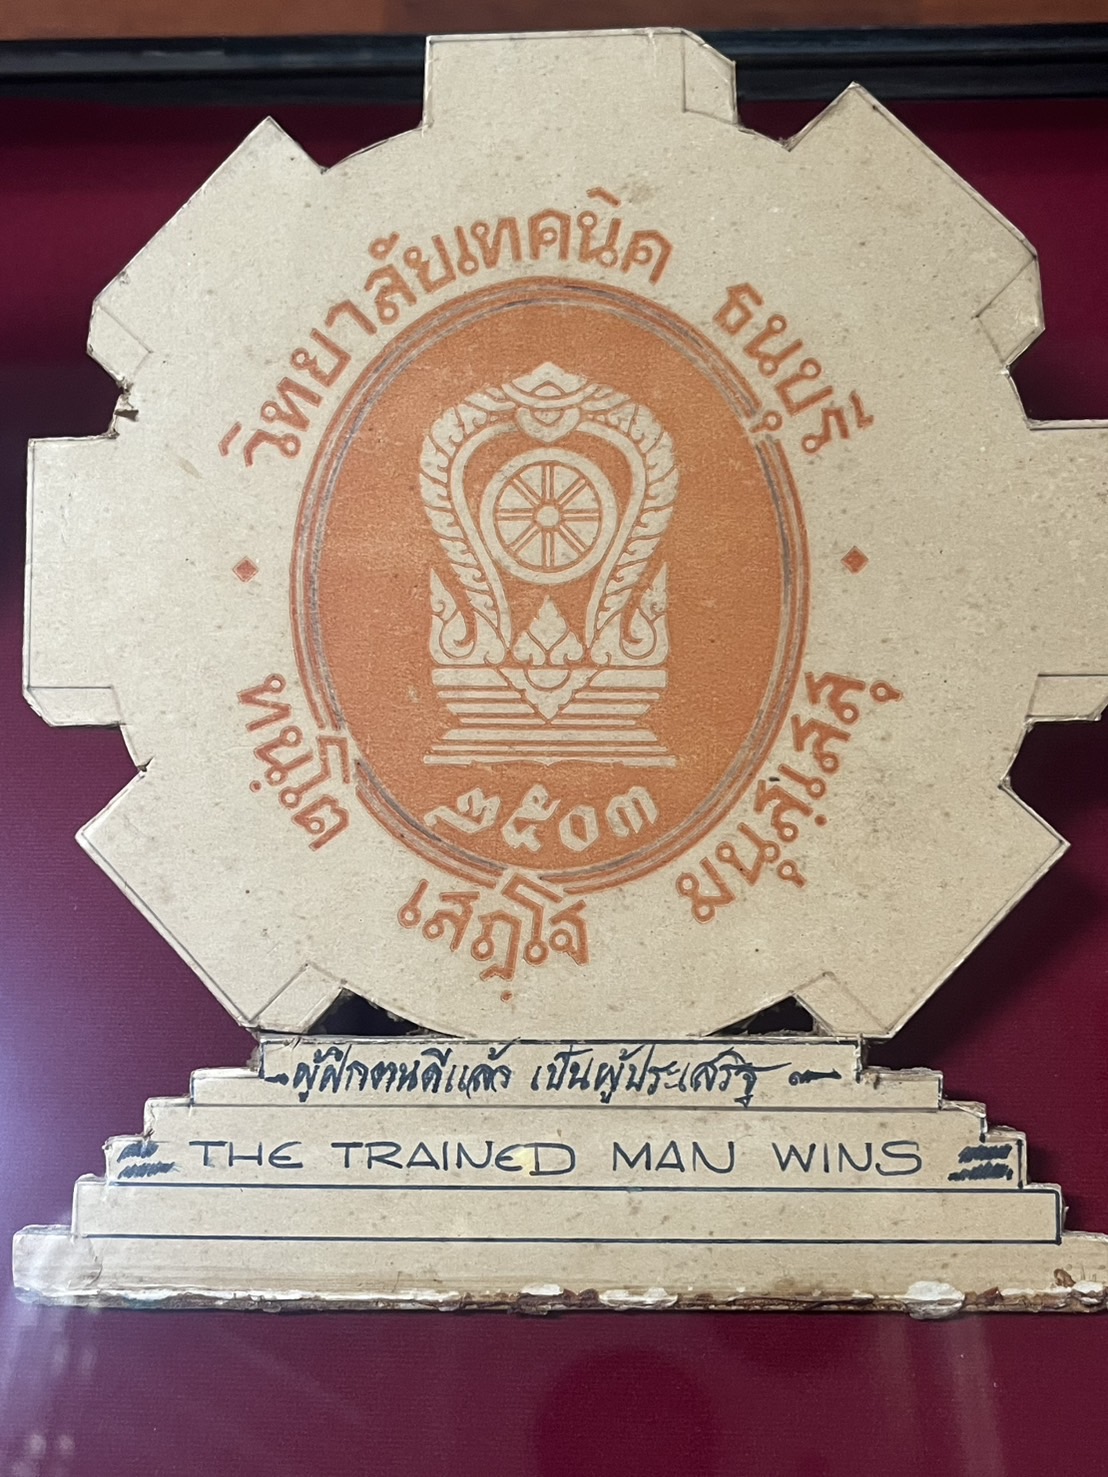 วิทยาลัยเทคนิค ธนบุรี
ทนฺโต เสฏฺโฐ มนุสฺเสสุ
๒๕๐๓
ผู้ฝึกตนดีแล้ว เป็นผู้ประเสริฐ
THE TRAINED MAN WINS